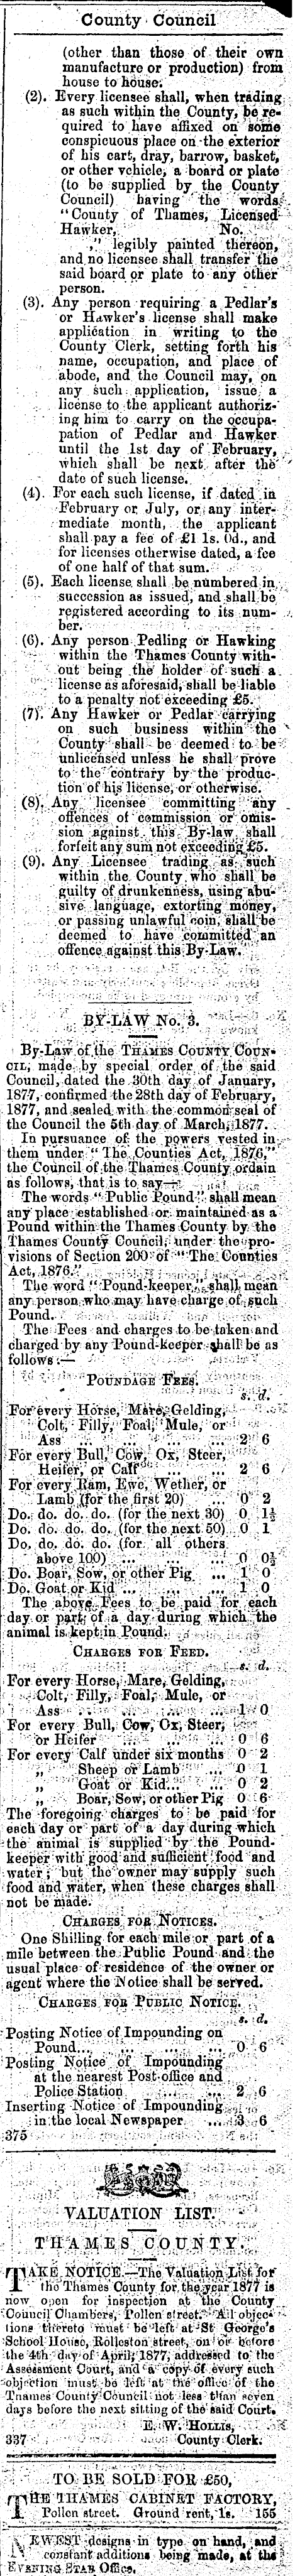 County Council
(other than those of their own
manufacture or production) from
house to house.
(2). Every licensee shall, when trading
as such within the County, be re-
quired to have affixed on some
conspicuous place on the exterior
of his cart, dray, barrow, basket,
or other vehicle, a board or plate
(to be supplied by the County
Council) having the words
"County of Thames, Licensed
Hawker, No.
," legibly painted thereon,
and no licensee shall transfer the
said board or plate to any other
person.
(3). Any person requiring a Pedlar's
or Hawker's license shall make
application in writing to the
County Clerk, setting forth his
name, occupation, and place of
abode, and the Council may, on
any such application, issue a
license to the applicant authoriz-
ing him to carry on the occupa-
pation of Pedlar and Hawker
until the 1st day of February,
which shall be next after the
date of such license.
(4). For each such license, if dated in
February or July, or any inter-
mediate month, the applicant
shall pay a fee of £1 1s. 0d., and
for licenses otherwise dated, a fee
of one half of that sum.
(5). Each license shall be numbered in
succession as issued, and shall be
registered according to its num-
ber.
(6). Any person Pedling or Hawking
within the Thames County with-
out being the holder of such a
license as aforesaid, shall be liable
to a penalty not exceeding £5.
(7). Any Hawker or Pedlar carrying
on such business within the
County shall be deemed to be
unlicensed unless he shall prove
to the contrary by the produc-
tion of his license, or otherwise.
(8). Any licensee committing any
offences of commission or omis-
sion against this By-law shall
forfeit any sum not exceeding £5.
(9). Any Licensee trading as such
within the County who shall be
guilty of drunkenness, using abu-
sive language, extorting money,
or passing unlawful coin, shall be
deemed to have committed an
offence against this By-Law.
BY-LAW No. 3.
By-Law of the THAMES COUNTY COUN-
CIL, made by special order of the said
Council, dated the 30th day of January,
1877, confirmed the 28th day of February,
1877, and sealed with the common seal of
the Council the 5th day of March, 1877.
In pursuance of the powers vested in
them under "The Counties Act, 1876,"
the Council of the Thames County ordain
as follows, that is to say—
The words "Public Pound" shall mean
any place established or maintained as a
Pound within the Thames County by the
Thames County Council, under the pro-
visions of Section 200 of "The Counties
Act, 1876."
The word "Pound-keeper," shall mean
any person who may have charge of such
Pound.
The Fees and charges to be taken and
charged by any Pound-keeper shall be as
follows:—
POUNDAGE FEES.
s. d.
For every Horse, Mare, Gelding,
Colt, Filly, Foal, Mule, or
Ass ... ... ... ... 2 6
For every Bull, Cow, Ox, Steer,
Heifer, or Calf ... ... 2 6
For every Ram, Ewe, Wether, or
Lamb (for the first 20) ... 0 2
Do. do. do. do. (for the next 30) 0 1½
Do. do. do. do. (for the next 50) 0 1
Do. do. do. do. (for all others
above 100) ... ... ... 0 0½
Do. Boar, Sow, or other Pig ... 1 0
Do. Goat or Kid ... ... ... 1 0
The above Fees to be paid for each
day or part of a day during which the
animal is kept in Pound.
CHARGES FOR FEED.
s. d.
For every Horse, Mare, Gelding,
Colt, Filly, Foal, Mule, or
Ass ... ... ... ... 1 0
For every Bull, Cow, Ox, Steer,
or Heifer ... ... ... 0 6
For every Calf under six months 0 2
" Sheep or Lamb ... 0 1
" Goat or Kid... ... 0 2
" Boar, Sow, or other Pig 0 6
The foregoing charges to be paid for
each day or part of a day during which
the animal is supplied by the Pound-
keeper with good and sufficient food and
water; but the owner may supply such
food and water, when these charges shall
not be made.
CHARGES FOR NOTICES.
One Shilling for each mile or part of a
mile between the Public Pound and the
usual place of residence of the owner or
agent where the Notice shall be served.
CHARGES FOR PUBLIC NOTICE.
s. d.
Posting Notice of Impounding on
Pound... ... ... ... 0 6
Posting Notice of Impounding
at the nearest Post-office and
Police Station ... ... 2 6
Inserting Notice of Impounding
in the local Newspaper ... 3 6
375
VALUATION LIST.
THAMES COUNTY.
TAKE NOTICE.—The Valuation List for
the Thames County for the year 1877 is
now open for inspection at the County
Council Chambers, Pollen street. All objec-
tions thereto must be left at St George's
School House, Rolleston street, on or before
the 4th day of April, 1877, addressed to the
Assessment Court, and a copy of every such
objection must be left at the office of the
Thames County Council not less than seven
days before the next sitting of the said Court.
E. W. HOLLIS,
337 County Clerk.
TO BE SOLD FOR £50,
THE THAMES CABINET FACTORY,
Pollen street. Ground rent, 1s. 155
NEWEST designs in type on hand, and
constant additions being made, at the
EVENING STAR Office.